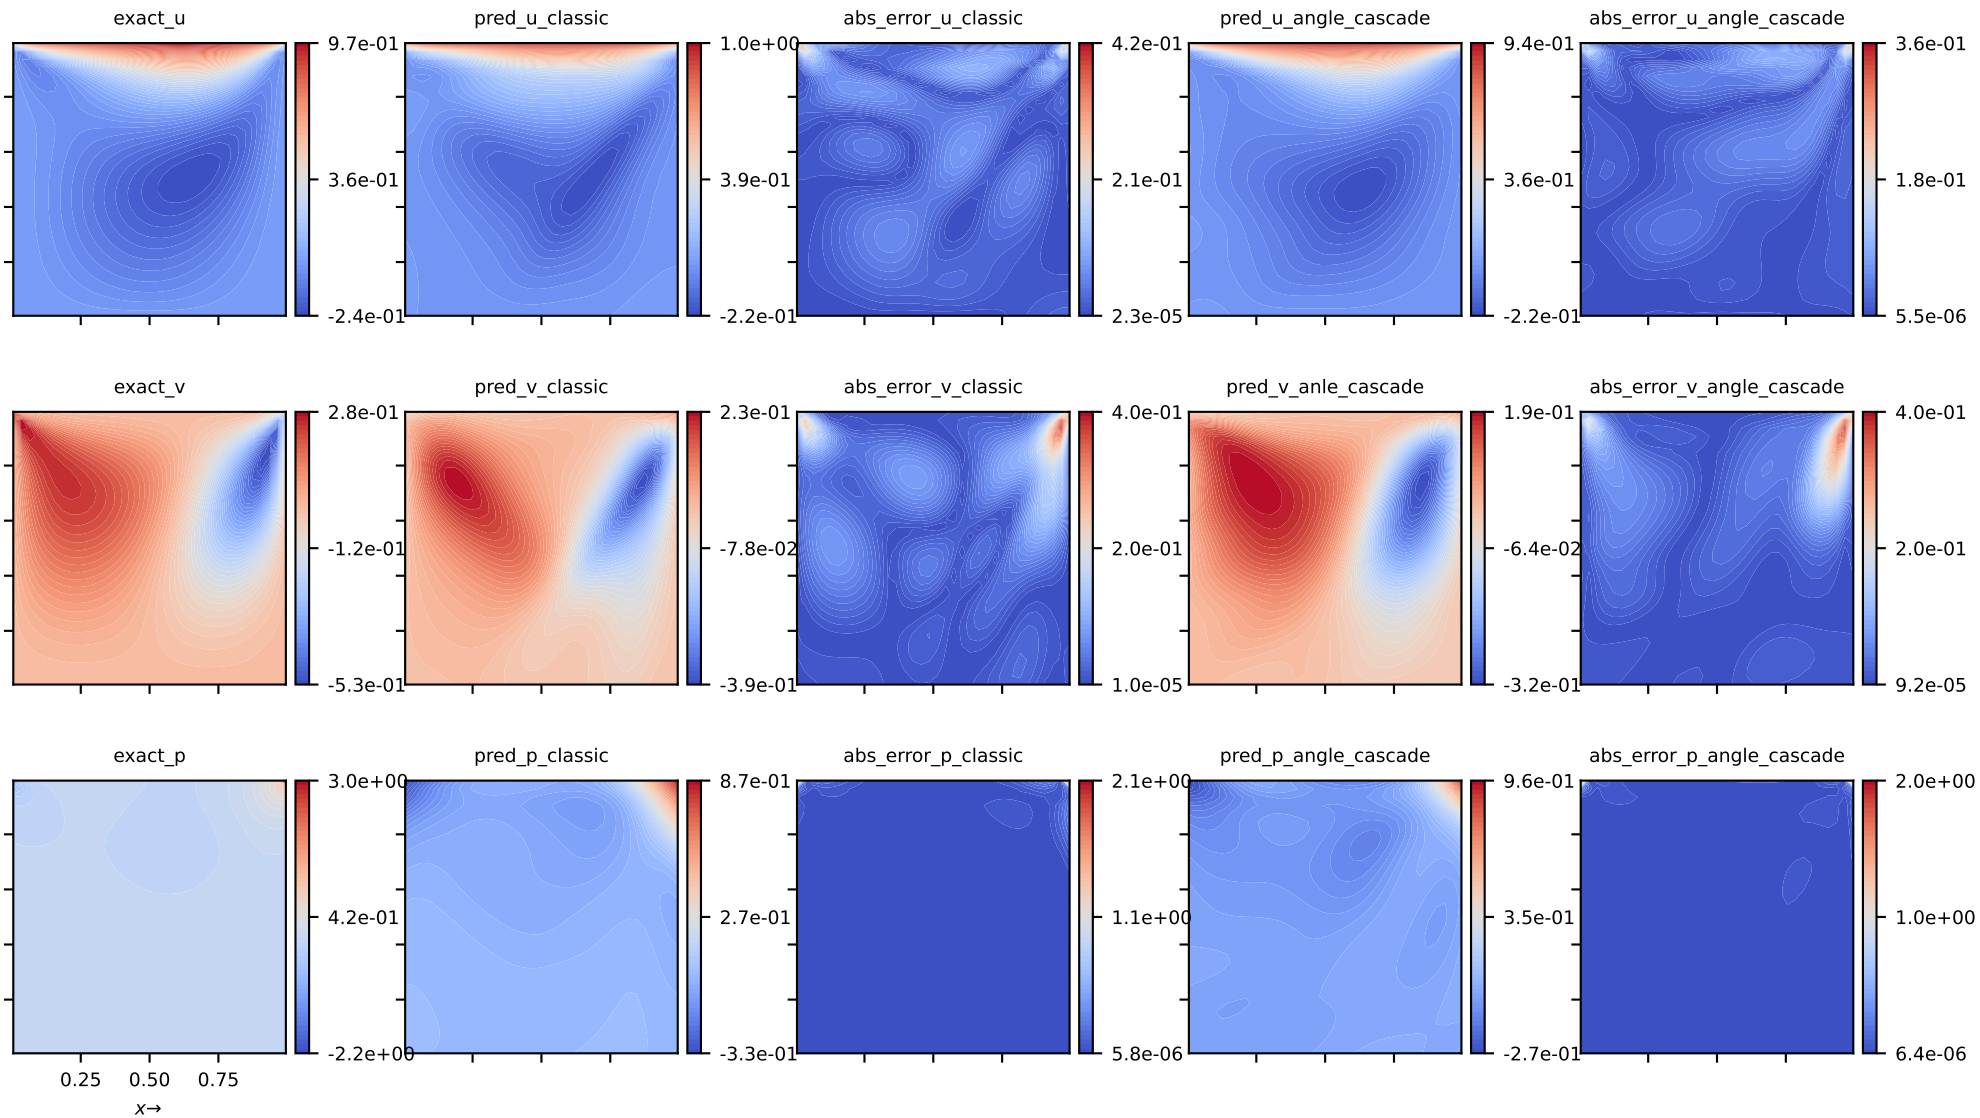 exact_u
pred_u_classic
abs_error_u_classic
pred_u_angle_cascade
abs_error_u_angle_cascade
9.7e-01
3.6e-01
-2.4e-01
1.0e+00
3.9e-01
-2.2e-01
4.2e-01
2.1e-01
2.3e-05
9.4e-01
3.6e-01
-2.2e-01
3.6e-01
1.8e-01
5.5e-06
exact_v
pred_v_classic
abs_error_v_classic
pred_v_anle_cascade
abs_error_v_angle_cascade
2.8e-01
-1.2e-01
-5.3e-01
2.3e-01
-7.8e-02
-3.9e-01
4.0e-01
2.0e-01
1.0e-05
1.9e-01
-6.4e-02
-3.2e-01
4.0e-01
2.0e-01
9.2e-05
exact_p
pred_p_classic
abs_error_p_classic
pred_p_angle_cascade
abs_error_p_angle_cascade
3.0e+00
4.2e-01
-2.2e+00
8.7e-01
2.7e-01
-3.3e-01
2.1e+00
1.1e+00
5.8e-06
9.6e-01
3.5e-01
-2.7e-01
2.0e+00
1.0e+00
6.4e-06
0.25 0.50 0.75
x→